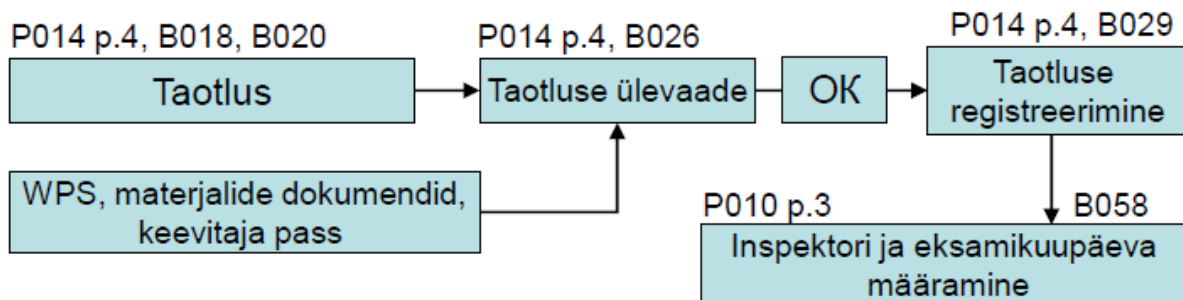 P014 p.4, B018, B020
Taotlus
P014 p.4, B026
Taotluse ülevaade
OK
P014 p.4, B029
Taotluse
registreerimine
WPS, materjalide dokumendid,
keevitaja pass
P010 p.3
B058
Inspektori ja eksamikuupäeva
määramine